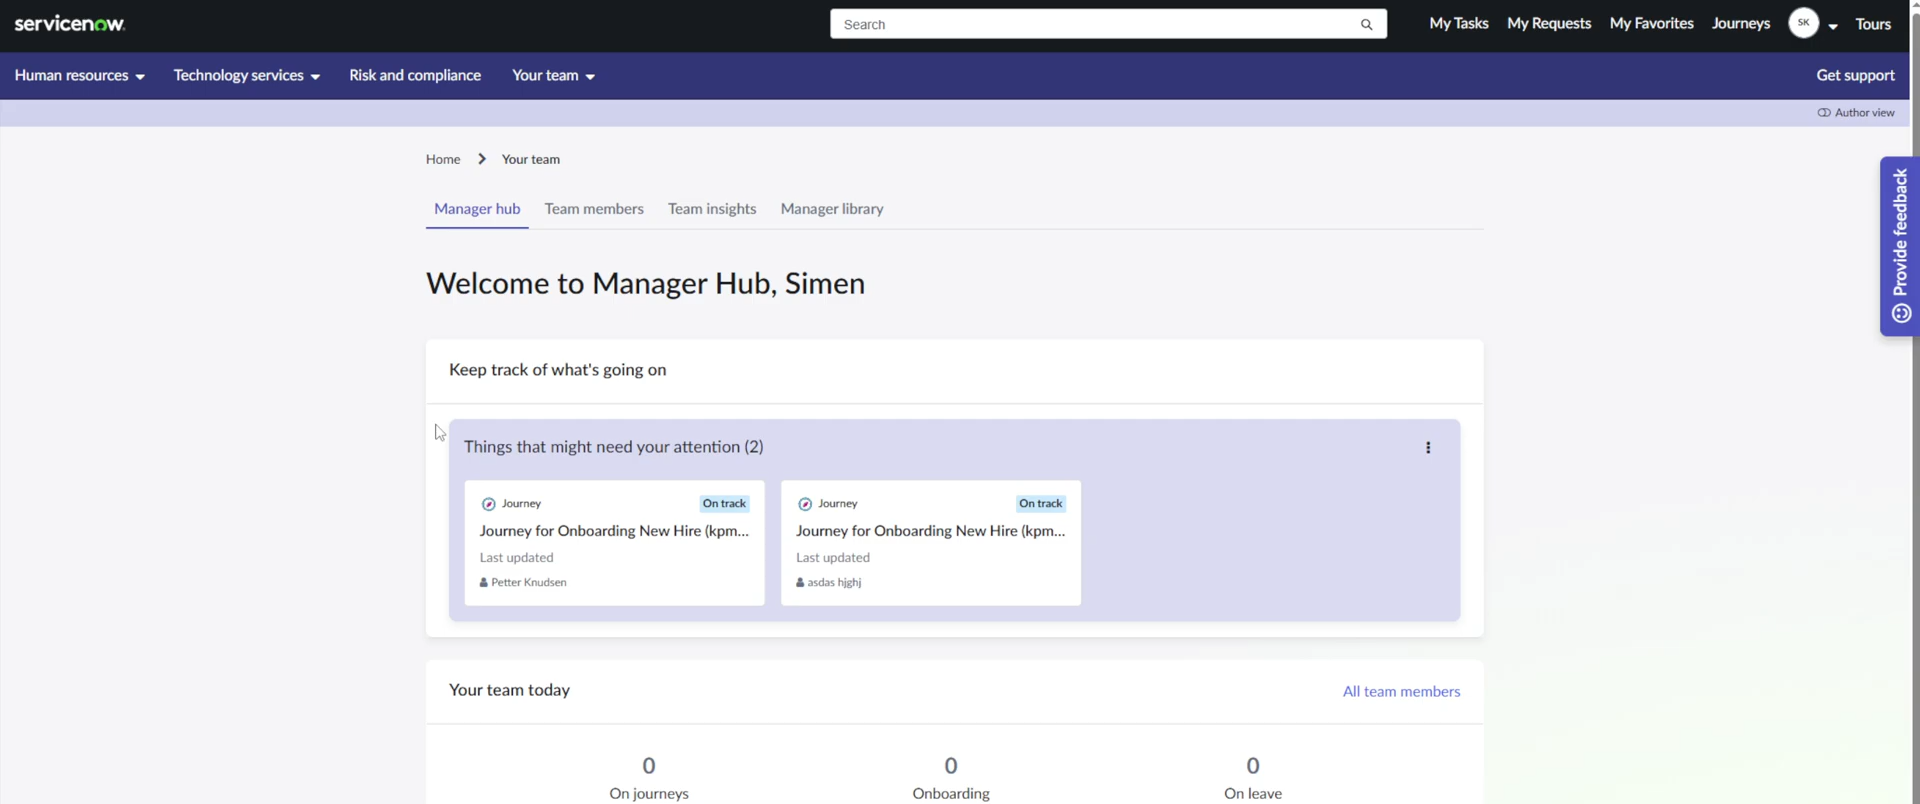 servicenow
Search
My Tasks
My Requests
My Favorites
Journeys
SK
Tours
Human resources
Technology services
Risk and compliance
Your team
Get support
Author view
Home
Your team
Manager hub
Team members
Team insights
Manager library
Provide feedback
Welcome to Manager Hub, Simen
Keep track of what's going on
Things that might need your attention (2)
Journey
On track
Journey for Onboarding New Hire (kpm...
Last updated
Petter Knudsen
Journey
On track
Journey for Onboarding New Hire (kpm...
Last updated
asdas hjghj
Your team today
All team members
0
On journeys
0
Onboarding
0
On leave